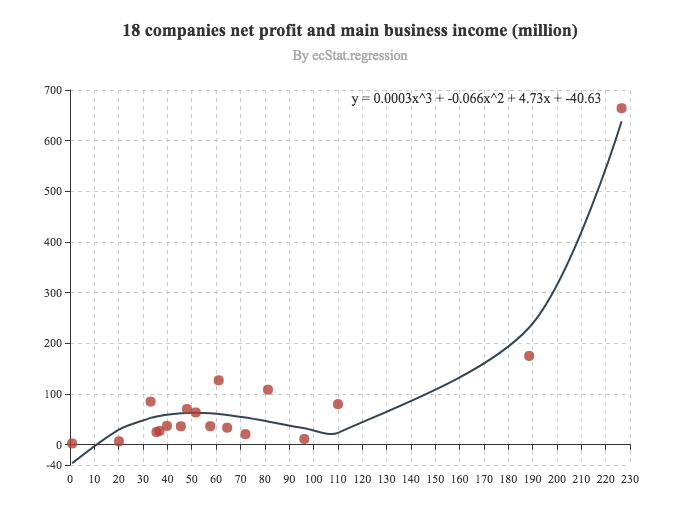 18 companies net profit and main business income (million)
By ecStat.regression
y = 0.0003x^3 + -0.066x^2 + 4.73x + -40.63
700
600
500
400
300
200
100
0
-40
0 10 20 30 40 50 60 70 80 90 100 110 120 130 140 150 160 170 180 190 200 210 220 230